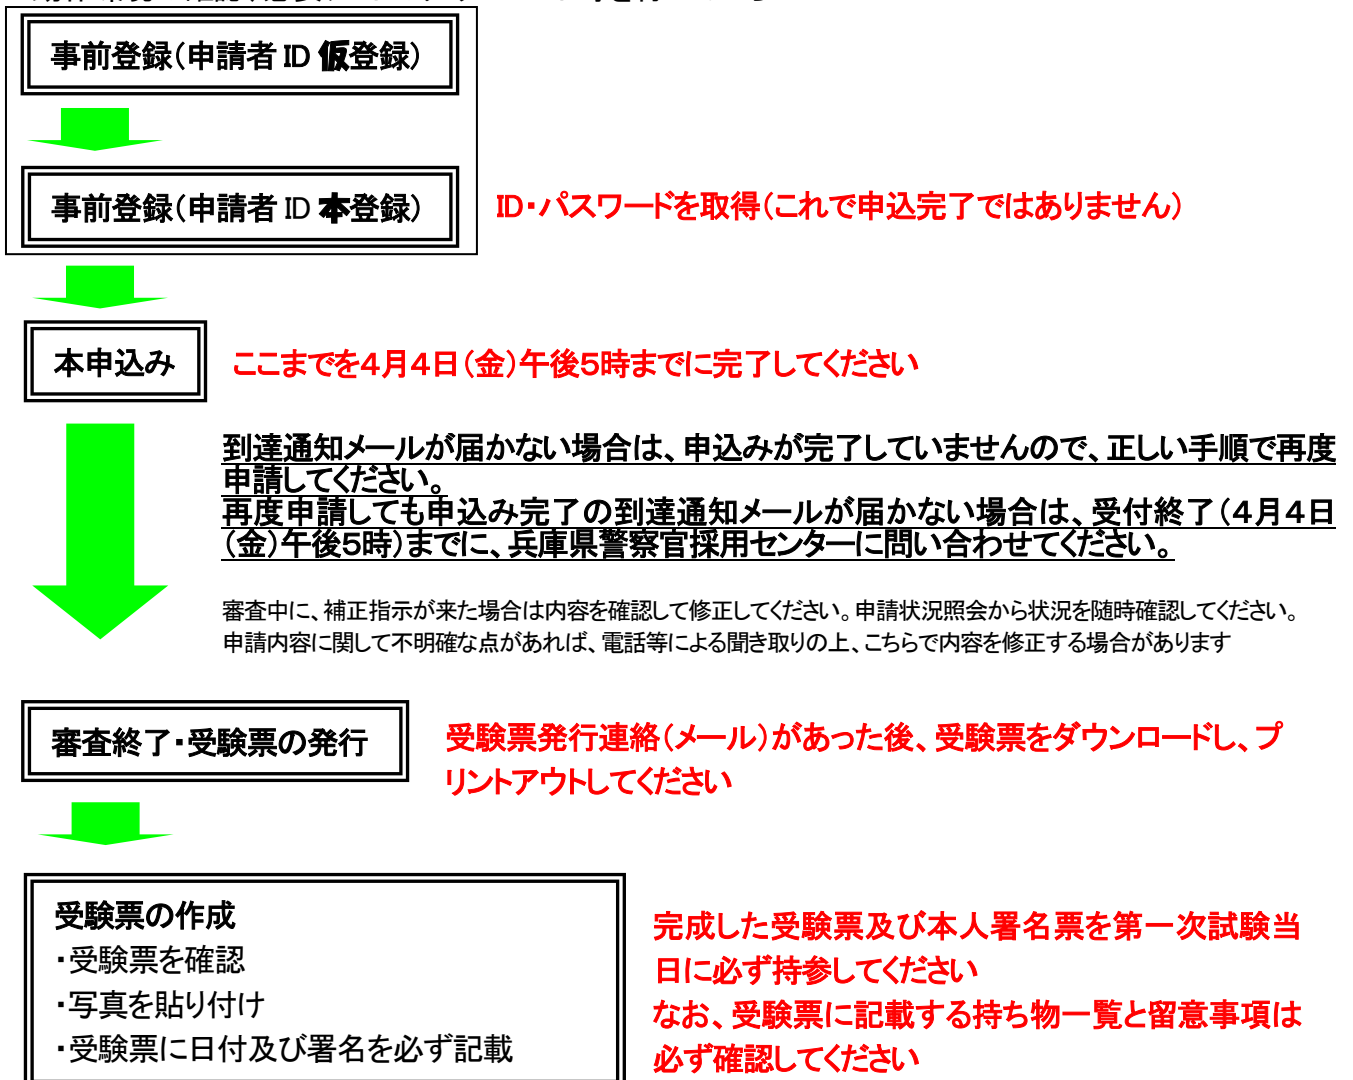 事前登録（申請者 ID 仮登録）
事前登録（申請者 ID 本登録）
ID・パスワードを取得（これで申込完了ではありません）
本申込み
ここまでを４月４日（金）午後５時までに完了してください
到達通知メールが届かない場合は、申込みが完了していませんので、正しい手順で再度
申請してください。
再度申請しても申込み完了の到達通知メールが届かない場合は、受付終了（４月４日
（金）午後５時）までに、兵庫県警察官採用センターに問い合わせてください。
審査中に、補正指示が来た場合は内容を確認して修正してください。申請状況照会から状況を随時確認してください。
申請内容に関して不明確な点があれば、電話等による聞き取りの上、こちらで内容を修正する場合があります
審査終了・受験票の発行
受験票発行連絡（メール）があった後、受験票をダウンロードし、プ
リントアウトしてください
受験票の作成
・受験票を確認
・写真を貼り付け
・受験票に日付及び署名を必ず記載
完成した受験票及び本人署名票を第一次試験当
日に必ず持参してください
なお、受験票に記載する持ち物一覧と留意事項は
必ず確認してください